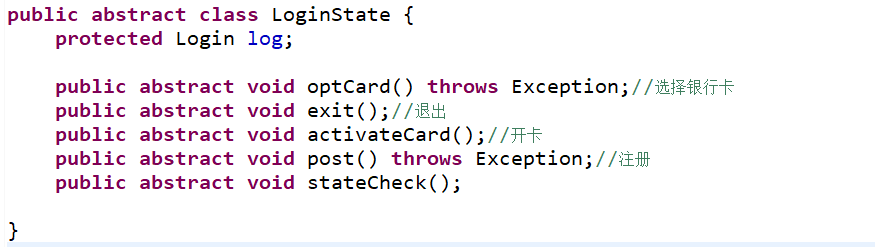 public abstract class LoginState {
    protected Login log;

    public abstract void optCard() throws Exception;//选择银行卡
    public abstract void exit();//退出
    public abstract void activateCard();//开卡
    public abstract void post() throws Exception;//注册
    public abstract void stateCheck();

}